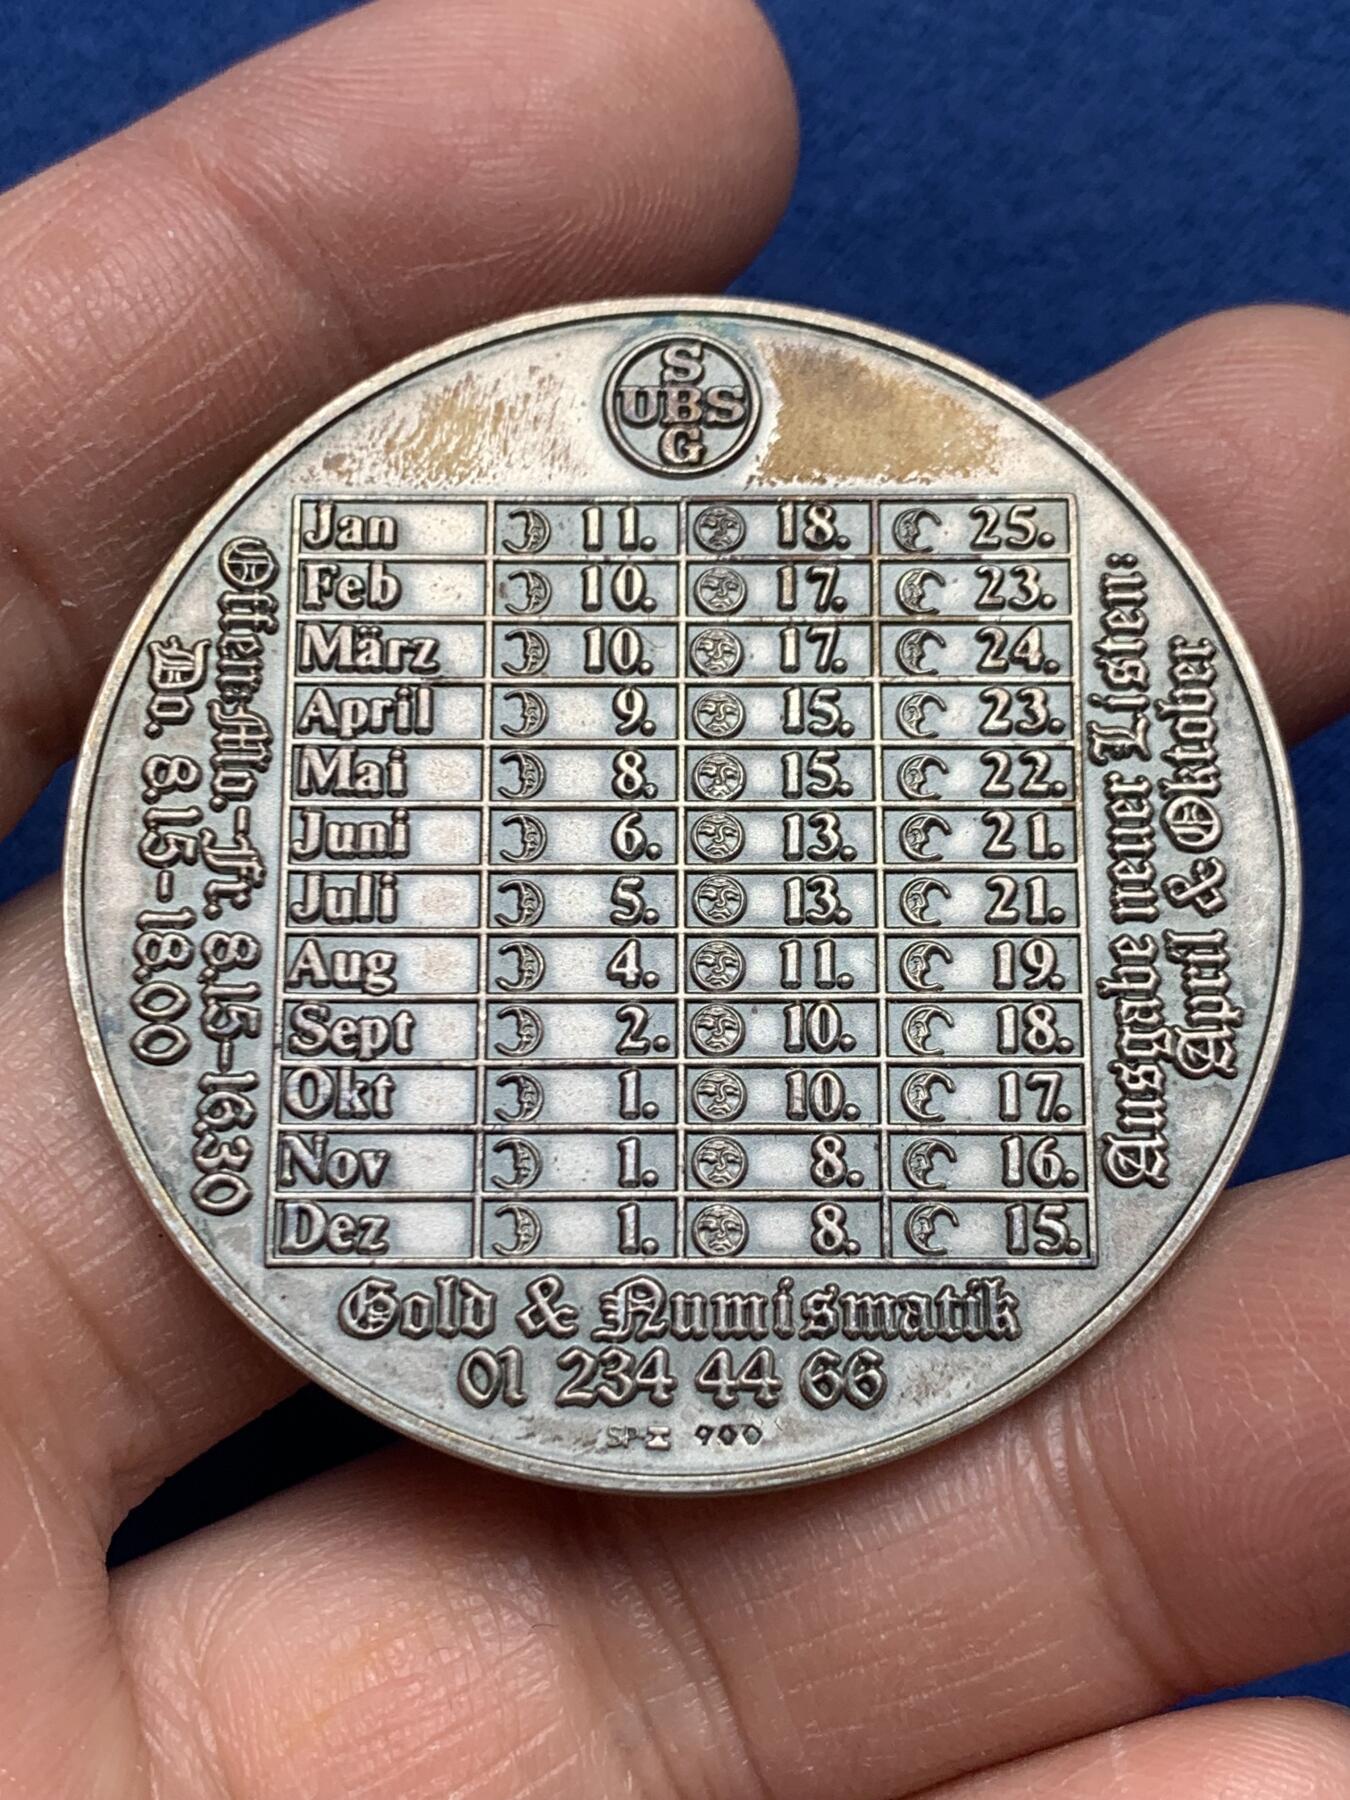 S
UBS
G
Jan 11. 18. 25.
Feb 10. 17. 23.
März 10. 17. 24.
April 9. 15. 23.
Mai 8. 15. 22.
Juni 6. 13. 21.
Juli 5. 13. 21.
Aug 4. 11. 19.
Sept 2. 10. 18.
Okt 1. 10. 17.
Nov 1. 8. 16.
Dez 1. 8. 15.
Offen: Mo.-Fr. 8.15-16.30
Do. 8.15-18.00
Ausgabe neuer Listen:
April & Oktober
Gold & Numismatik
01 234 44 66
SP 900